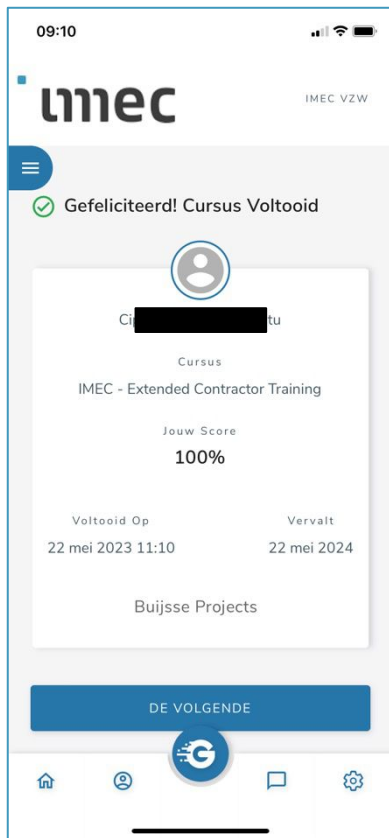 09:10
imec
IMEC VZW
Gefeliciteerd! Cursus Voltooid
Cursus
IMEC - Extended Contractor Training
Jouw Score
100%
Voltooid Op
Vervalt
22 mei 2023 11:10
22 mei 2024
Buijsse Projects
DE VOLGENDE
G